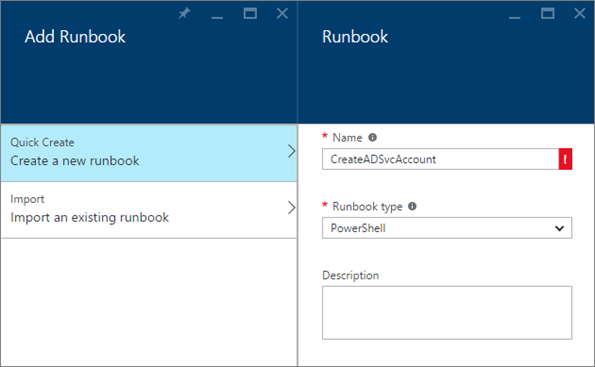 Add Runbook
Quick Create
Create a new runbook
Import
Import an existing runbook
Runbook
* Name
CreateADSvcAccount
!
* Runbook type
PowerShell
Description